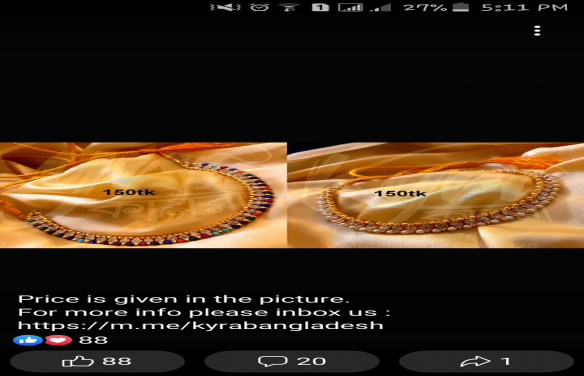 27% 5:11 PM
150tk 150tk
Price is given in the picture.
For more info please inbox us :
https://m.me/kyrabangladesh
88
88 20 1